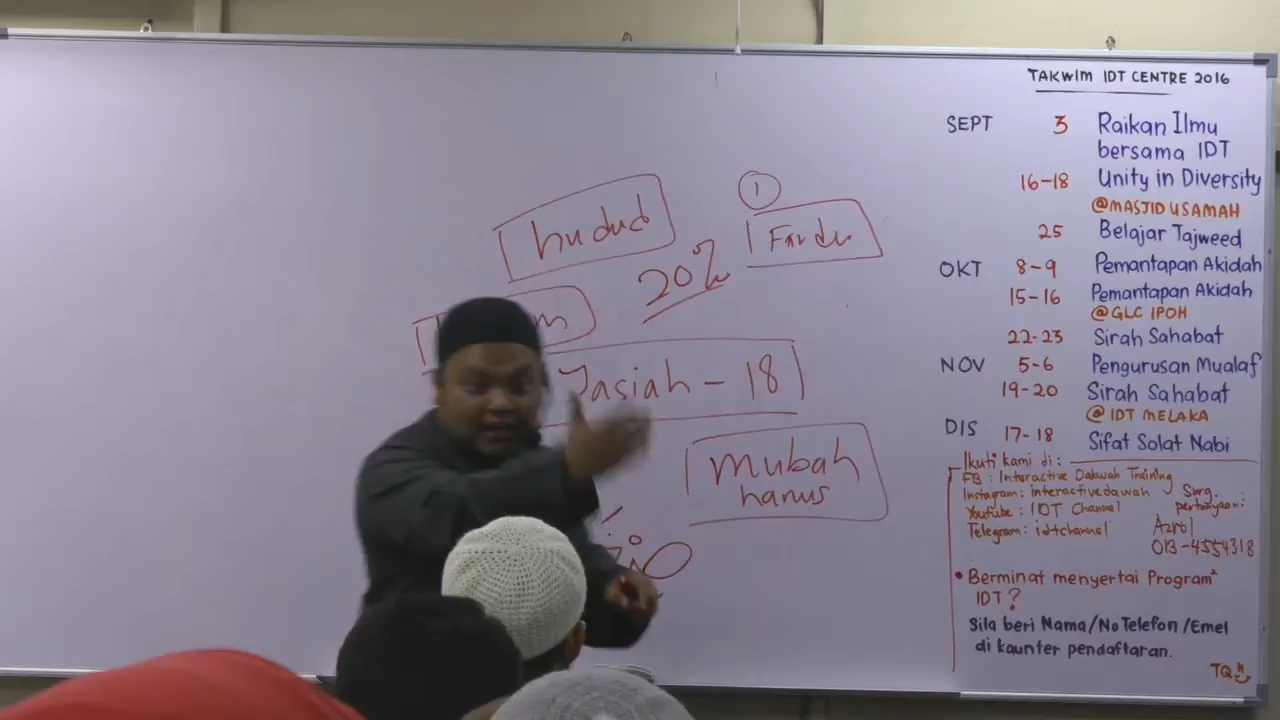 TAKWIM IDT CENTRE 2016
SEPT 3 Raikan Ilmu
bersama IDT
16-18 Unity in Diversity
@MASJID USAMAH
25 Belajar Tajweed
OKT 8-9 Pemantapan Akidah
15-16 Pemantapan Akidah
@GLC IPOH
22-23 Sirah Sahabat
NOV 5-6 Pengurusan Mualaf
19-20 Sirah Sahabat
@IDT MELAKA
DIS 17-18 Sifat Solat Nabi
Ikuti kami di:
FB: Interactive Dakwah Training
Instagram: interactivedawah
Youtube: IDT Channel
Telegram: idtchannel
Sbrg. pertanyaan:
Azrol
013-4554318
• Berminat menyertai Program²
IDT?
Sila beri Nama/No Telefon/Emel
di kaunter pendaftaran.
TQ
hudud
1
Fardu
20%
Jasiah - 18
Mubah
harus